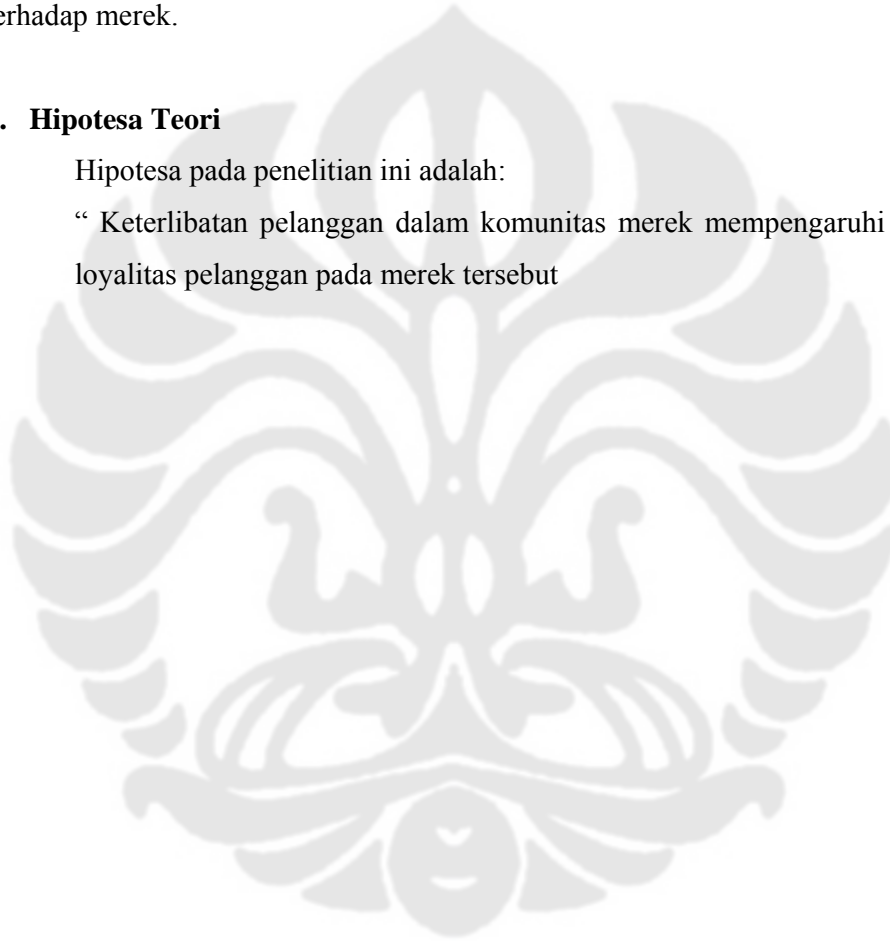 erhadap merek.
. Hipotesa Teori
Hipotesa pada penelitian ini adalah:
“ Keterlibatan pelanggan dalam komunitas merek mempengaruhi
loyalitas pelanggan pada merek tersebut